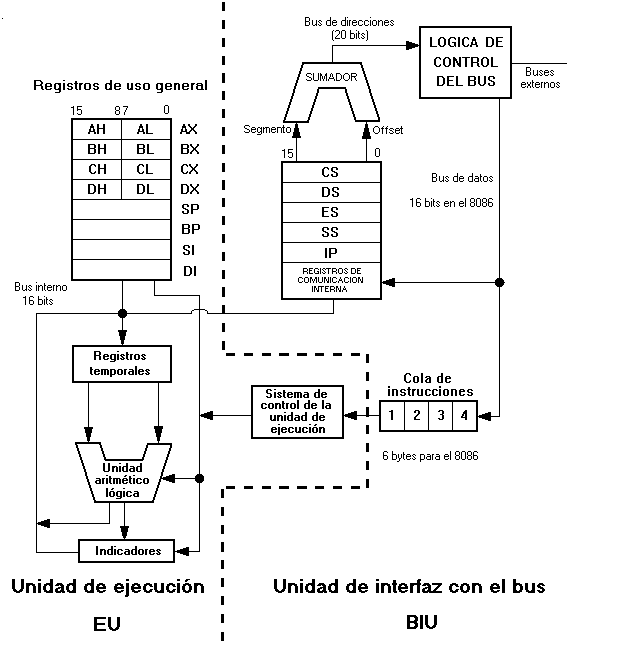 Bus de direcciones
(20 bits)
LOGICA DE
CONTROL
DEL BUS
Buses
externos
SUMADOR
Registros de uso general
15 87 0
AH AL AX
BH BL BX
CH CL CX
DH DL DX
SP
BP
SI
DI
Segmento
Offset
15 0
CS
DS
ES
SS
IP
REGISTROS DE
COMUNICACION
INTERNA
Bus de datos
16 bits en el 8086
Bus interno
16 bits
Registros
temporales
Sistema de
control de la
unidad de
ejecución
Cola de
instrucciones
1 2 3 4
6 bytes para el 8086
Unidad
aritmético
lógica
Indicadores
Unidad de ejecución
EU
Unidad de interfaz con el bus
BIU